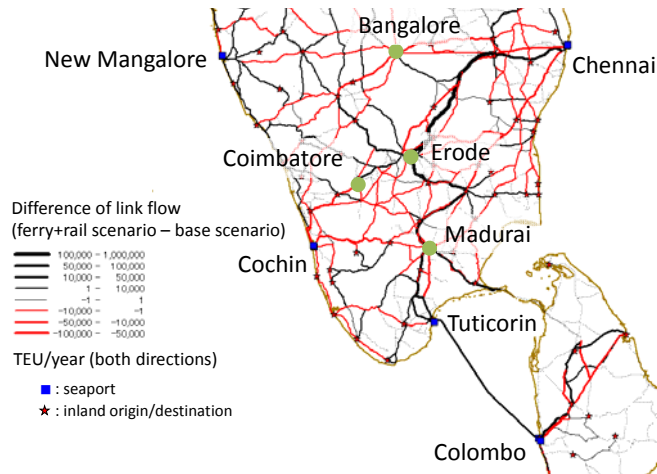 Bangalore
New Mangalore
Chennai
Coimbatore
Erode
Difference of link flow
(ferry+rail scenario – base scenario)
100,000 - 1,000,000
50,000 - 100,000
10,000 - 50,000
1 - 10,000
-1 - 1
-10,000 - -1
-50,000 - -10,000
-100,000 - -50,000
Madurai
Cochin
Tuticorin
TEU/year (both directions)
: seaport
: inland origin/destination
Colombo